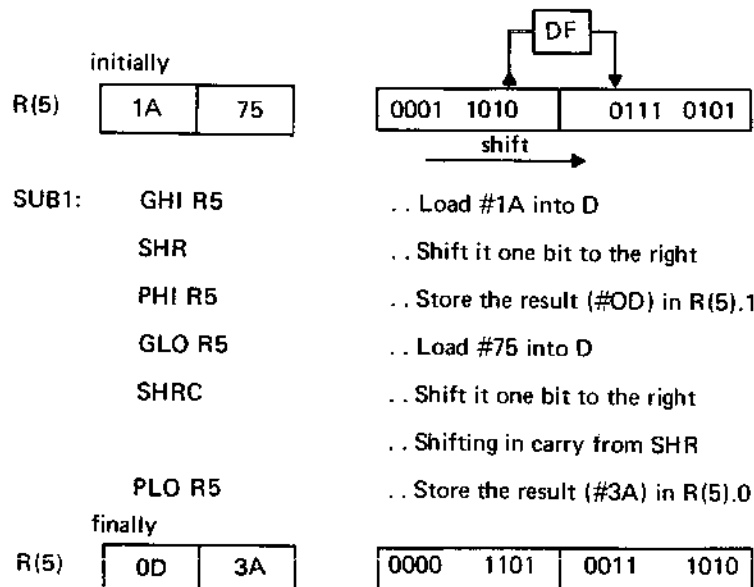 DF
initially
R(5) 1A 75 0001 1010 0111 0101
shift
SUB1: GHI R5 . . Load #1A into D
SHR . . Shift it one bit to the right
PHI R5 . . Store the result (#OD) in R(5).1
GLO R5 . . Load #75 into D
SHRC . . Shift it one bit to the right
. . Shifting in carry from SHR
PLO R5 . . Store the result (#3A) in R(5).0
finally
R(5) 0D 3A 0000 1101 0011 1010